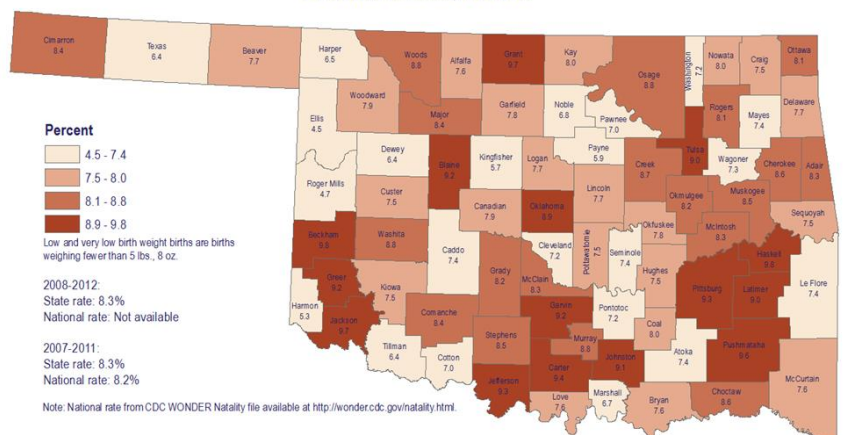 Cimarron
8.4
Texas
6.4
Beaver
7.7
Harper
6.5
Woods
8.8
Alfalfa
7.6
Grant
9.7
Kay
8.0
Osage
8.8
Washington
7.2
Nowata
8.0
Craig
7.5
Ottawa
8.1
Ellis
4.5
Woodward
7.9
Major
8.4
Garfield
7.8
Noble
6.8
Pawnee
7.0
Rogers
8.1
Mayes
7.4
Delaware
7.7
Percent
4.5 - 7.4
7.5 - 8.0
8.1 - 8.8
8.9 - 9.8
Dewey
6.4
Blaine
9.2
Kingfisher
5.7
Logan
7.7
Payne
5.9
Creek
8.7
Tulsa
9.0
Wagoner
7.3
Cherokee
8.6
Adair
8.3
Roger Mills
4.7
Custer
7.5
Canadian
7.9
Oklahoma
Lincoln
7.7
Okmulgee
8.2
Muskogee
8.5
Sequoyah
7.5
Low and very low birth weight births are births
weighing fewer than 5 lbs., 8 oz.
Beckham
Washita
8.8
Caddo
7.4
Cleveland
7.2
Pottawatomie
7.5
Seminole
7.4
Okfuskee
7.8
McIntosh
8.3
Haskell
2008-2012:
State rate: 8.3%
National rate: Not available
Greer
9.2
Kiowa
7.5
Grady
8.2
McClain
8.3
Hughes
7.5
Pittsburg
9.3
Latimer
9.0
Le Flore
7.4
Harmon
5.3
Jackson
9.7
Comanche
8.4
Garvin
9.2
Pontotoc
7.2
Coal
8.0
2007-2011:
State rate: 8.3%
National rate: 8.2%
Tillman
6.4
Cotton
7.0
Stephens
8.5
Murray
8.8
Johnston
9.1
Atoka
7.4
Pushmataha
Jefferson
9.3
Carter
9.4
Love
7.6
Marshall
6.7
Bryan
7.6
Choctaw
8.6
McCurtain
7.6
Note: National rate from CDC WONDER Natality file available at http://wonder.cdc.gov/natality.html.